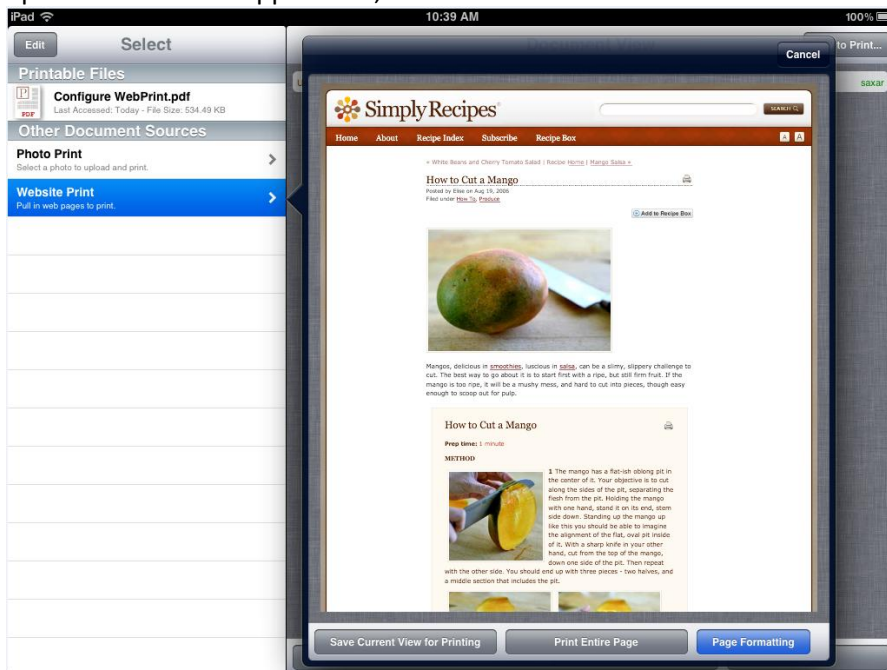 iPad
10:39 AM
100%
Edit
Select
to Print...
Cancel
Printable Files
Configure WebPrint.pdf
Last Accessed: Today - File Size: 534.49 KB
PDF
saxar
Other Document Sources
Photo Print
Select a photo to upload and print.
Website Print
Pull in web pages to print.
SimplyRecipes
SEARCH
Home About Recipe Index Subscribe Recipe Box
A A
« White Beans and Cherry Tomato Salad | Recipe Home | Mango Salsa »
How to Cut a Mango
Posted by Elise on Aug 19, 2006
Filed under How To, Produce
Add to Recipe Box
Mangos, delicious in smoothies, luscious in salsa, can be a slimy, slippery challenge to
cut. The best way to go about it is to start first with a ripe, but still firm fruit. If the
mango is too ripe, it will be a mushy mess, and hard to cut into pieces, though easy
enough to scoop out for pulp.
How to Cut a Mango
Prep time: 1 minute
METHOD
1 The mango has a flat-ish oblong pit in
the center of it. Your objective is to cut
along the sides of the pit, separating the
flesh from the pit. Holding the mango
with one hand, stand it on its end, stem
side down. Standing up the mango up
like this you should be able to imagine
the alignment of the flat, oval pit inside
of it. With a sharp knife in your other
hand, cut from the top of the mango,
down one side of the pit. Then repeat
with the other side. You should end up with three pieces - two halves, and
a middle section that includes the pit.
Save Current View for Printing
Print Entire Page
Page Formatting